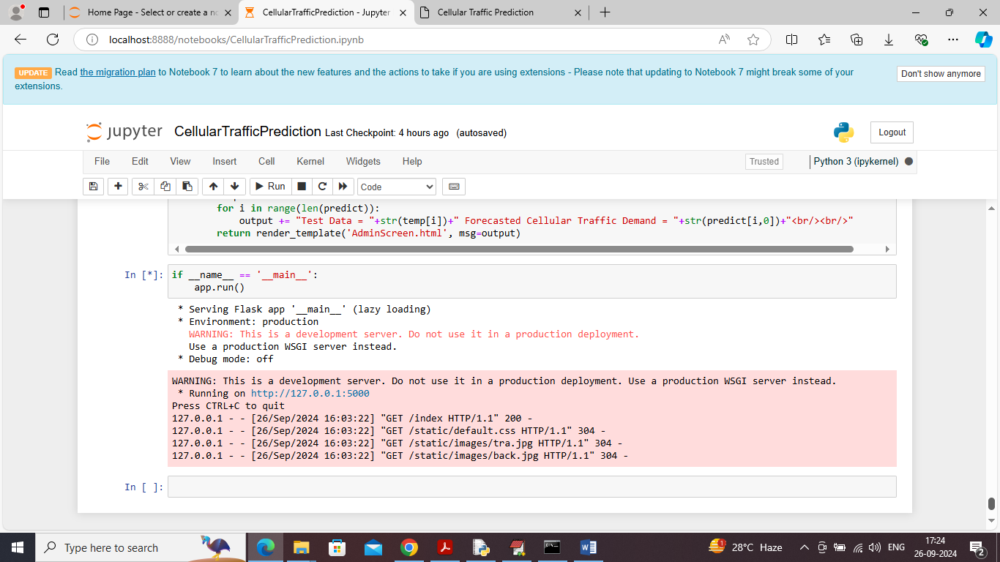 Home Page - Select or create a n
CellularTrafficPrediction - Jupyter
Cellular Traffic Prediction
localhost:8888/notebooks/CellularTrafficPrediction.ipynb
UPDATE Read the migration plan to Notebook 7 to learn about the new features and the actions to take if you are using extensions - Please note that updating to Notebook 7 might break some of your
extensions.
Don't show anymore
jupyter CellularTrafficPrediction Last Checkpoint: 4 hours ago (autosaved)
Logout
File Edit View Insert Cell Kernel Widgets Help
Trusted
Python 3 (ipykernel)
Run
Code
for i in range(len(predict)):
output += "Test Data = "+str(temp[i])+" Forecasted Cellular Traffic Demand = "+str(predict[i,0])+"<br/><br/>"
return render_template('AdminScreen.html', msg=output)
In [*]: if __name__ == '__main__':
app.run()
* Serving Flask app '__main__' (lazy loading)
* Environment: production
WARNING: This is a development server. Do not use it in a production deployment.
Use a production WSGI server instead.
* Debug mode: off
WARNING: This is a development server. Do not use it in a production deployment. Use a production WSGI server instead.
* Running on http://127.0.0.1:5000
Press CTRL+C to quit
127.0.0.1 - - [26/Sep/2024 16:03:22] "GET /index HTTP/1.1" 200 -
127.0.0.1 - - [26/Sep/2024 16:03:22] "GET /static/default.css HTTP/1.1" 304 -
127.0.0.1 - - [26/Sep/2024 16:03:22] "GET /static/images/tra.jpg HTTP/1.1" 304 -
127.0.0.1 - - [26/Sep/2024 16:03:22] "GET /static/images/back.jpg HTTP/1.1" 304 -
In [ ]:
Type here to search
1
28°C Haze
ENG
17:24
26-09-2024
2